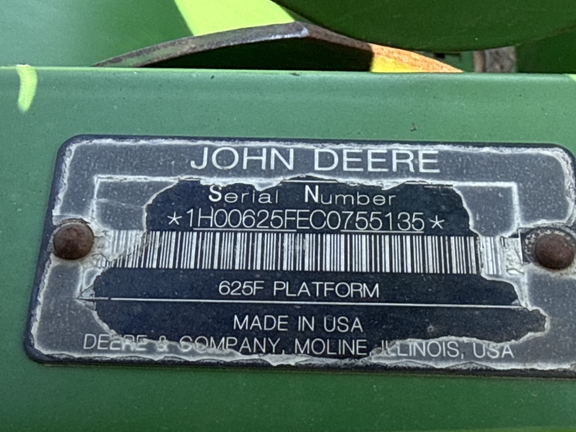 JOHN DEERE
Serial Number
*1H00625FEC0755135*
625F PLATFORM
MADE IN USA
DEERE & COMPANY, MOLINE ILLINOIS, USA